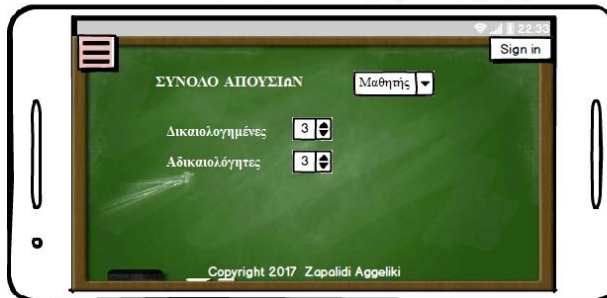 22:33
Sign in
ΣΥΝΟΛΟ ΑΠΟΥΣΙΩΝ Μαθητής
Δικαιολογημένες 3
Αδικαιολόγητες 3
Copyright 2017 Zapalidi Aggeliki